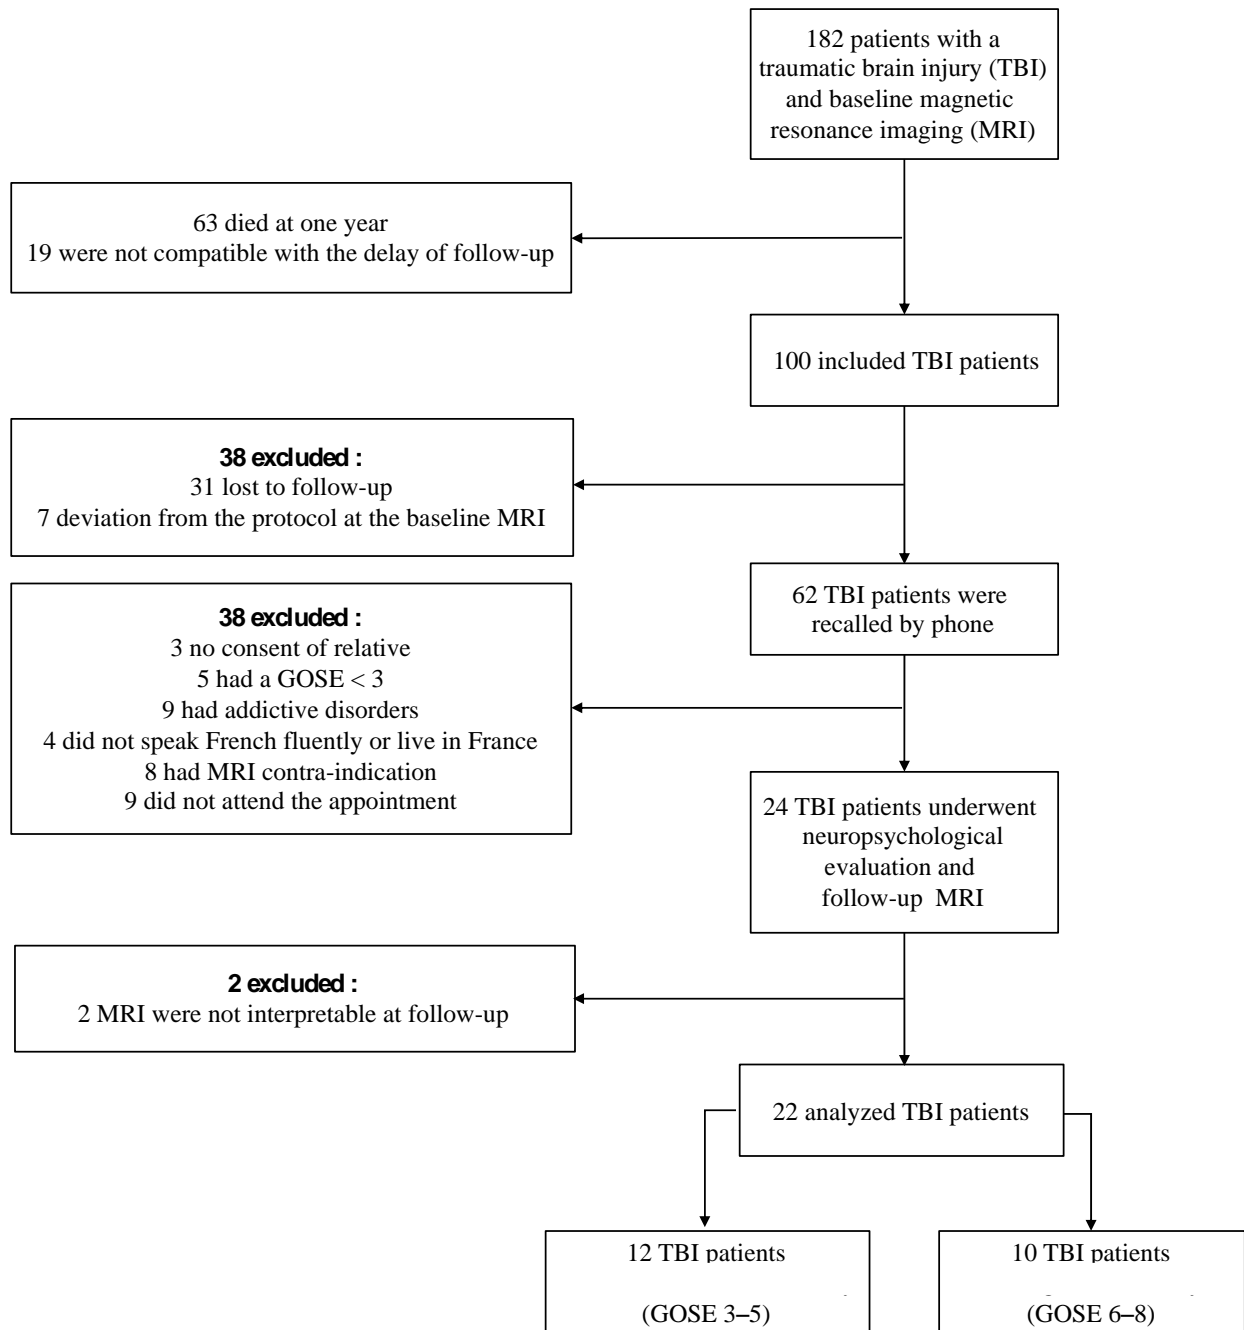 182 patients with a
traumatic brain injury (TBI)
and baseline magnetic
resonance imaging (MRI)
63 died at one year
19 were not compatible with the delay of follow-up
100 included TBI patients
38 excluded :
31 lost to follow-up
7 deviation from the protocol at the baseline MRI
62 TBI patients were
recalled by phone
38 excluded :
3 no consent of relative
5 had a GOSE < 3
9 had addictive disorders
4 did not speak French fluently or live in France
8 had MRI contra-indication
9 did not attend the appointment
24 TBI patients underwent
neuropsychological
evaluation and
follow-up MRI
2 excluded :
2 MRI were not interpretable at follow-up
22 analyzed TBI patients
12 TBI patients
(GOSE 3–5)
10 TBI patients
(GOSE 6–8)